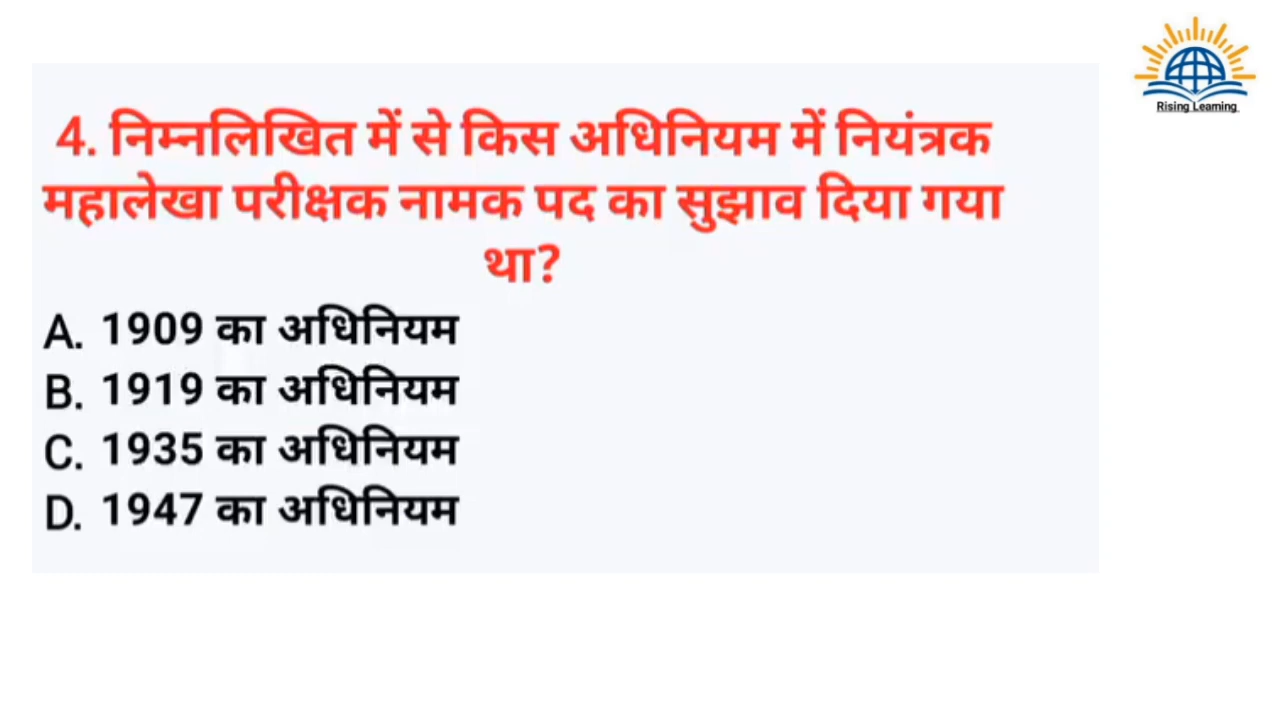 Rising Learning
4. निम्नलिखित में से किस अधिनियम में नियंत्रक
महालेखा परीक्षक नामक पद का सुझाव दिया गया
था?
A. 1909 का अधिनियम
B. 1919 का अधिनियम
C. 1935 का अधिनियम
D. 1947 का अधिनियम